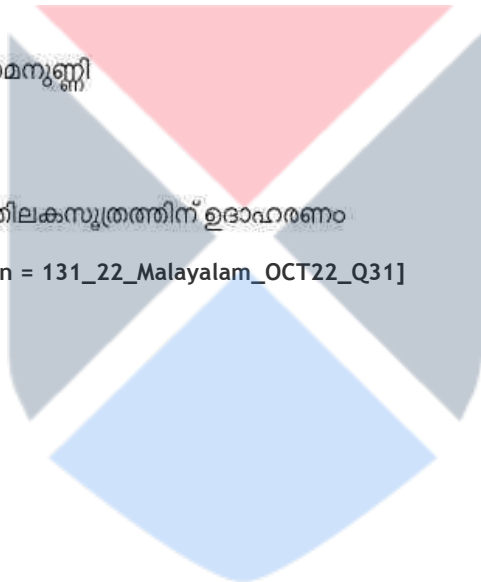 മനുണ്ണി
തിലകസൂത്രത്തിന് ഉദാഹരണം
n = 131_22_Malayalam_OCT22_Q31]